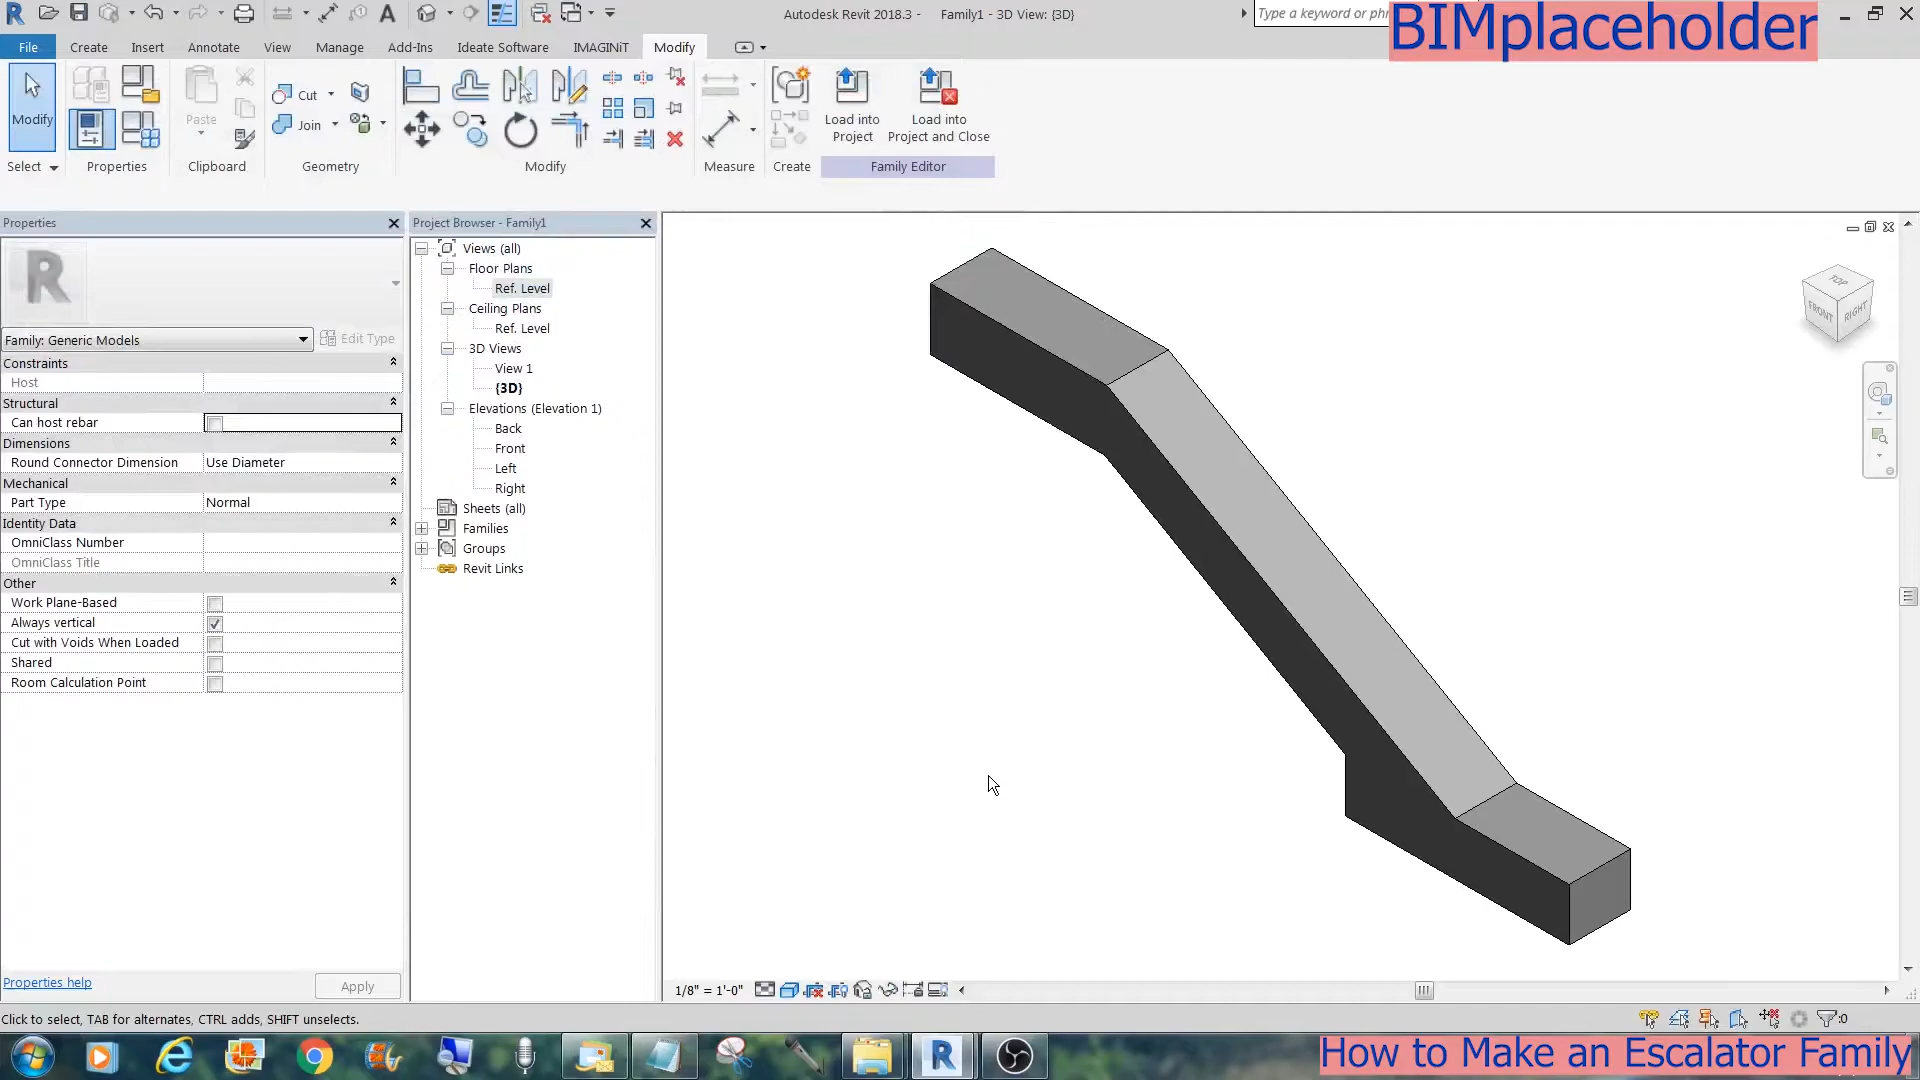 Autodesk Revit 2018.3 - Family1 - 3D View: {3D}
Type a keyword or phr
BIMplaceholder
File Create Insert Annotate View Manage Add-Ins Ideate Software IMAGINiT Modify
Modify
Paste
Cut
Join
Load into Project
Load into Project and Close
Select Properties Clipboard Geometry Modify Measure Create Family Editor
Properties
R
Family: Generic Models
Edit Type
Constraints
Host
Structural
Can host rebar
Dimensions
Round Connector Dimension Use Diameter
Mechanical
Part Type Normal
Identity Data
OmniClass Number
OmniClass Title
Other
Work Plane-Based
Always vertical
Cut with Voids When Loaded
Shared
Room Calculation Point
Properties help
Apply
Project Browser - Family1
Views (all)
Floor Plans
Ref. Level
Ceiling Plans
Ref. Level
3D Views
View 1
{3D}
Elevations (Elevation 1)
Back
Front
Left
Right
Sheets (all)
Families
Groups
Revit Links
TOP
FRONT
RIGHT
1/8" = 1'-0"
Click to select, TAB for alternates, CTRL adds, SHIFT unselects.
:0
How to Make an Escalator Family